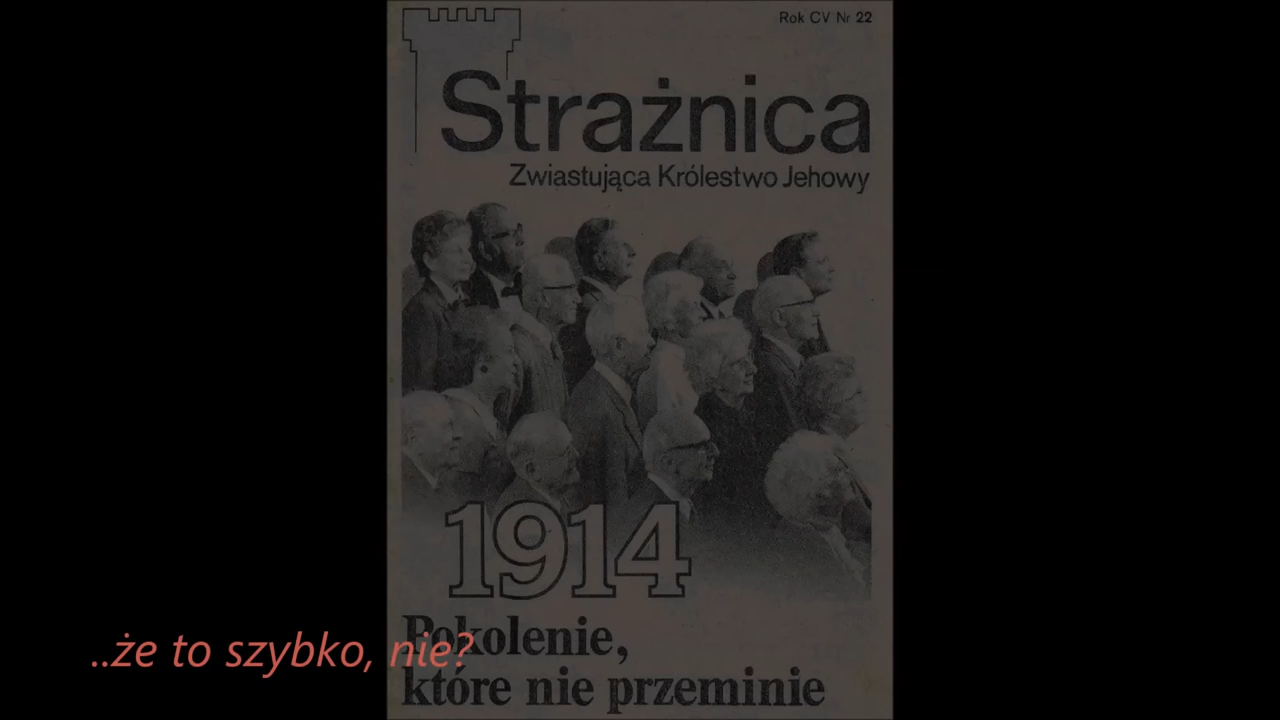 Rok CV Nr 22
Strażnica
Zwiastująca Królestwo Jehowy
1914
Pokolenie,
które nie przeminie
..że to szybko, nie?